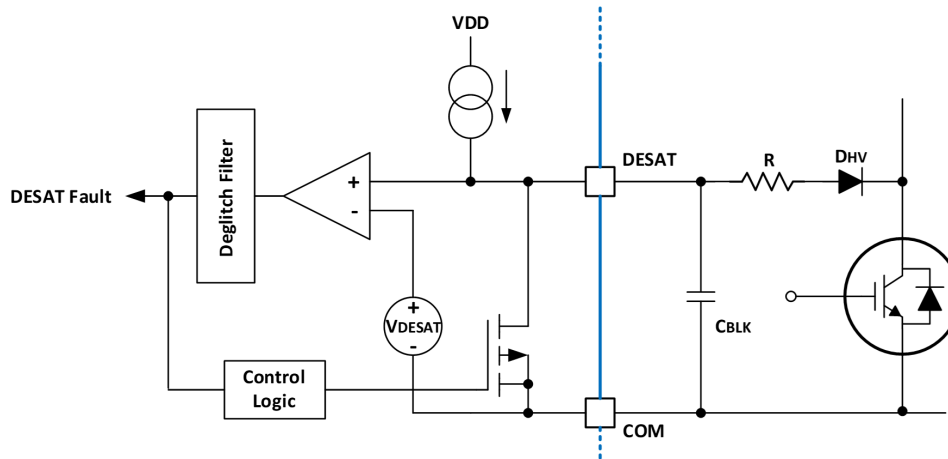 VDD
DESAT
R
DHV
DESAT Fault
Deglitch Filter
+
-
+
VDESAT
-
CBLK
Control
Logic
COM